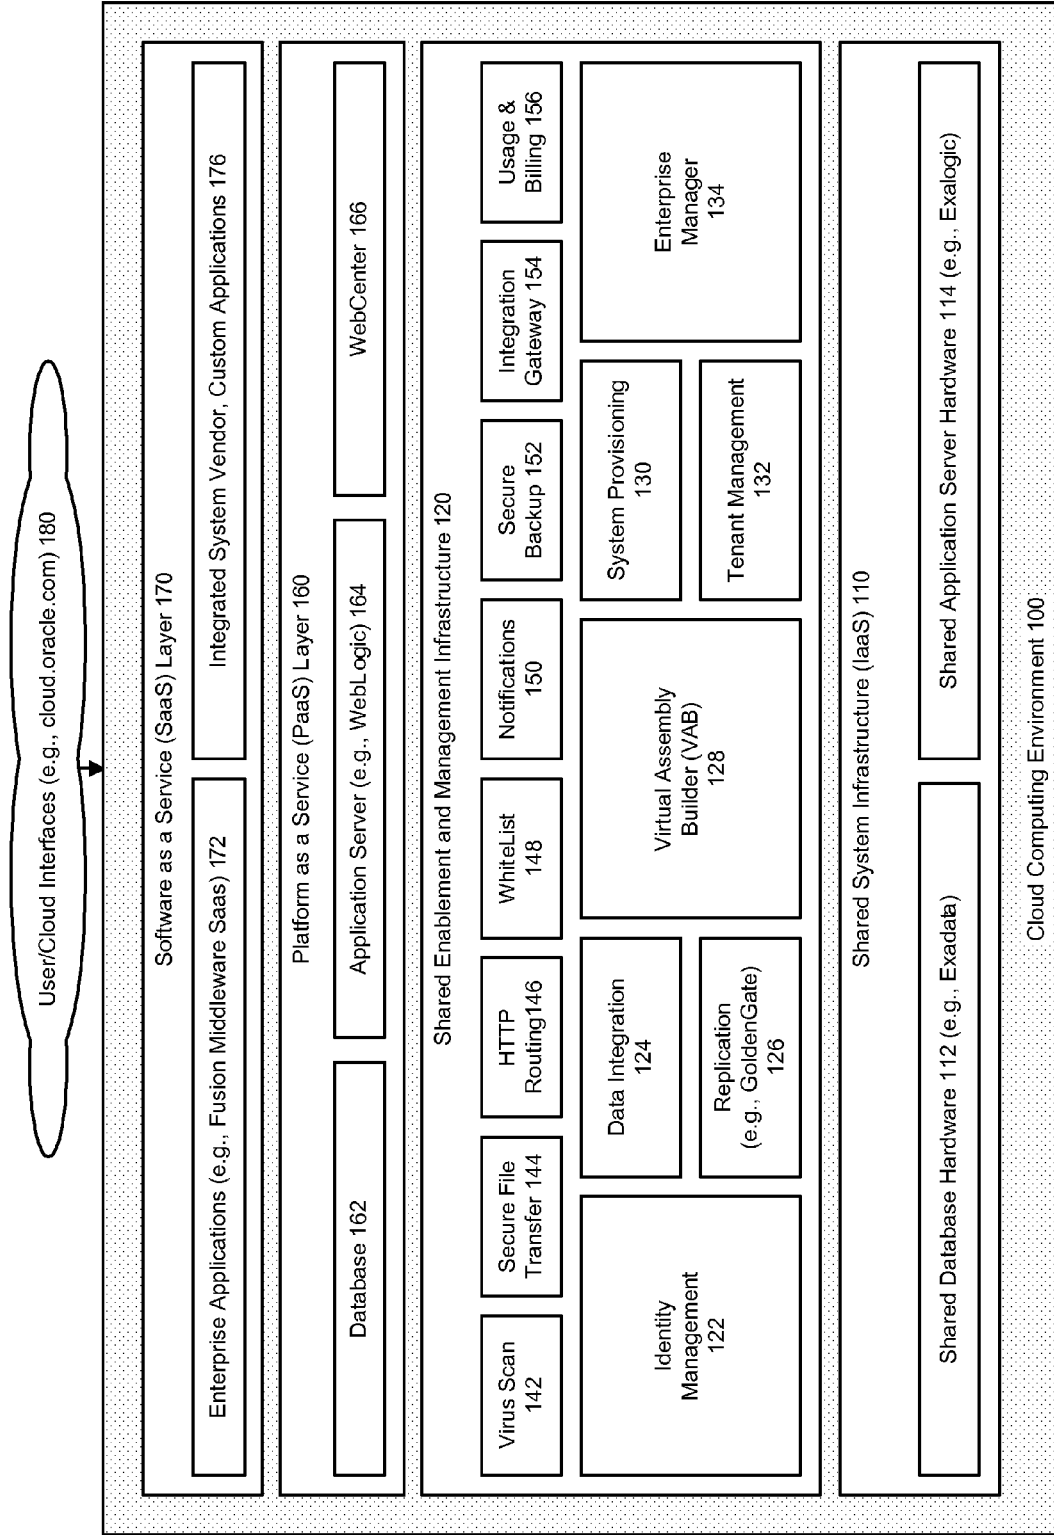 User/Cloud Interfaces (e.g., cloud.oracle.com) 180
Software as a Service (SaaS) Layer 170
Enterprise Applications (e.g., Fusion Middleware Saas) 172
Integrated System Vendor, Custom Applications 176
Platform as a Service (PaaS) Layer 160
Database 162
Application Server (e.g., WebLogic) 164
WebCenter 166
Shared Enablement and Management Infrastructure 120
Virus Scan
142
Secure File
Transfer 144
HTTP
Routing146
WhiteList
148
Notifications
150
Secure
Backup 152
Integration
Gateway 154
Usage &
Billing 156
Identity
Management
122
Data Integration
124
Replication
(e.g., GoldenGate)
126
Virtual Assembly
Builder (VAB)
128
System Provisioning
130
Tenant Management
132
Enterprise
Manager
134
Shared System Infrastructure (IaaS) 110
Shared Database Hardware 112 (e.g., Exadata)
Shared Application Server Hardware 114 (e.g., Exalogic)
Cloud Computing Environment 100